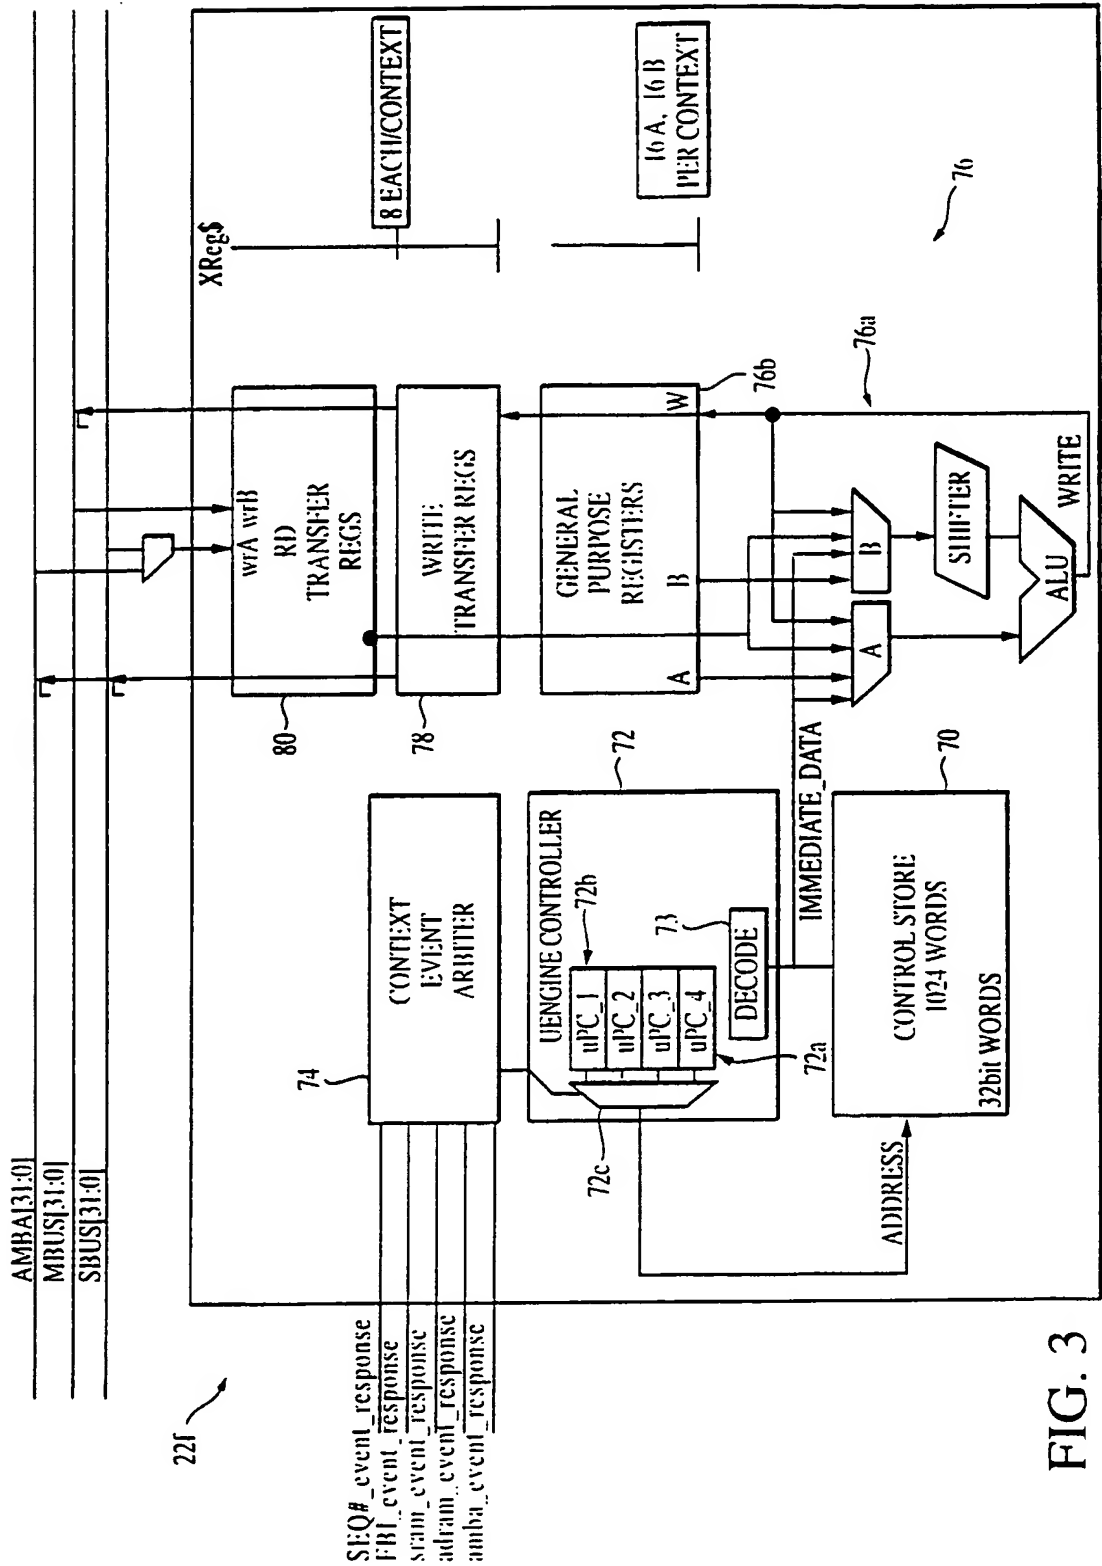 AMBA[31:0]
MBUS[31:0]
SBUS[31:0]
22f
SEQ#_event_response
FBI_event_response
sram_event_response
adram_event_response
amba_event_response
74
CONTEXT
EVENT
ARBITER
72
UENGINE CONTROLLER
72b
uPC_1
uPC_2
uPC_3
uPC_4
72a
72c
73
DECODE
IMMEDIATE_DATA
70
CONTROL STORE
1024 WORDS
32bit WORDS
ADDRESS
80
wrA wrB
RD
TRANSFER
REGS
78
WRITE
TRANSFER REGS
GENERAL
PURPOSE
REGISTERS
A
B
W
76b
A
B
76a
SHIFTER
ALU
WRITE
XReg$
8 EACH/CONTEXT
16 A, 16 B
PER CONTEXT
76
FIG. 3